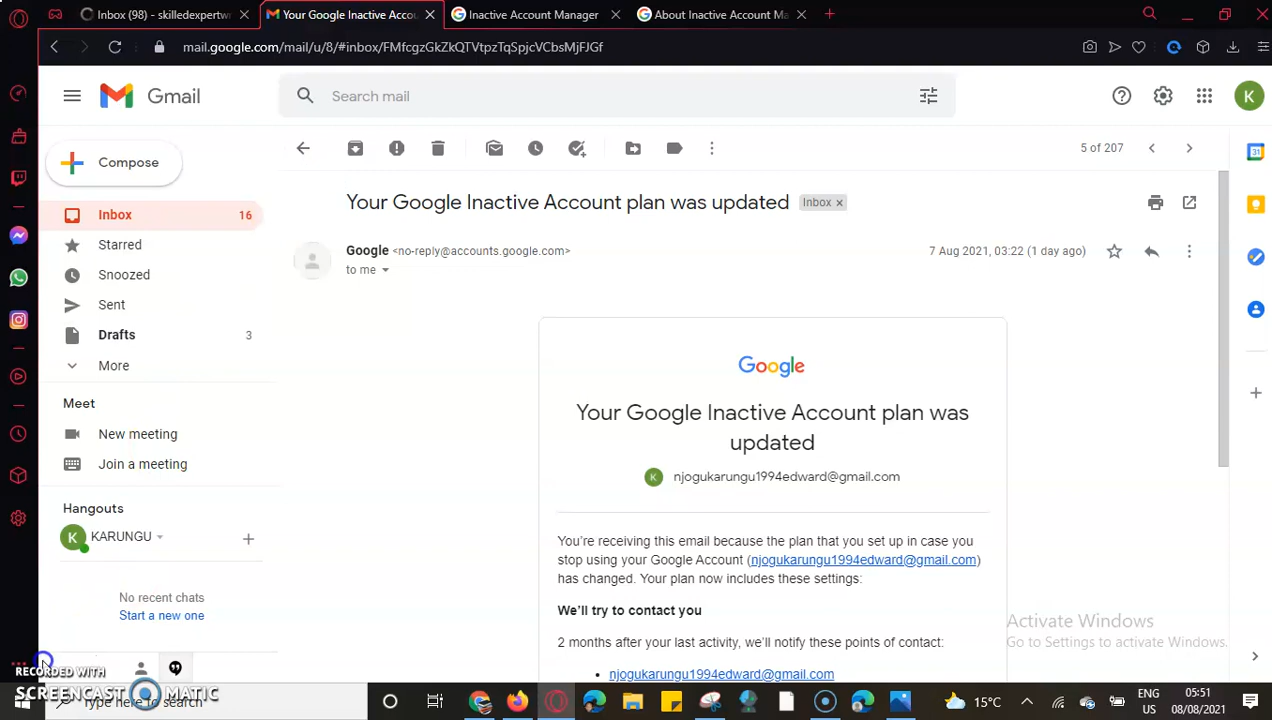 Inbox (98) - skilledexpertwr
Your Google Inactive Accou
Inactive Account Manager
About Inactive Account Ma
mail.google.com/mail/u/8/#inbox/FMfcgzGkZkQTVtpzTqSpjcVCbsMjFJGf
Gmail
Search mail
K
Compose
5 of 207
Inbox 16
Starred
Snoozed
Sent
Drafts 3
More
Meet
New meeting
Join a meeting
Hangouts
K KARUNGU
No recent chats
Start a new one
Your Google Inactive Account plan was updated Inbox x
Google <no-reply@accounts.google.com> 7 Aug 2021, 03:22 (1 day ago)
to me
Google
Your Google Inactive Account plan was
updated
K njogukarungu1994edward@gmail.com
You're receiving this email because the plan that you set up in case you
stop using your Google Account (njogukarungu1994edward@gmail.com)
has changed. Your plan now includes these settings:
We'll try to contact you
2 months after your last activity, we'll notify these points of contact:
njogukarungu1994edward@gmail.com
Activate Windows
Go to Settings to activate Windows.
RECORDED WITH
SCREENCAST MATIC
Type here to search
15°C
ENG
US
05:51
08/08/2021